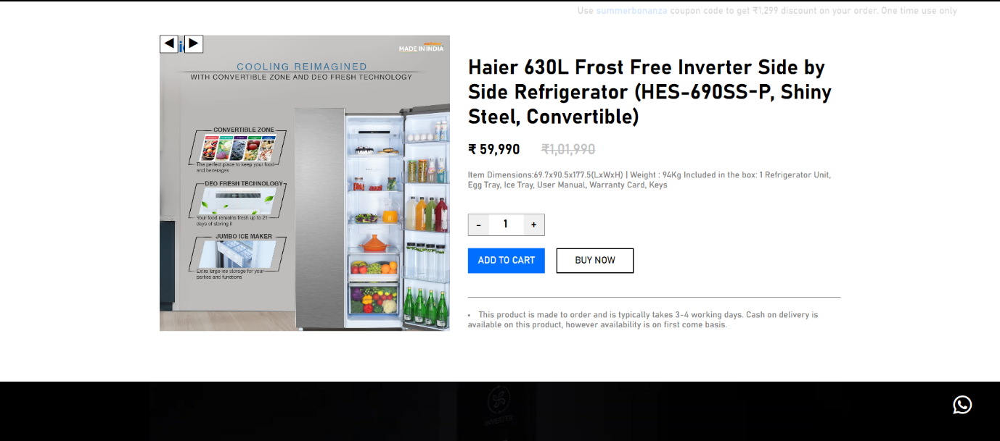 Use summerbonanza coupon code to get ₹1,299 discount on your order. One time use only
MADE IN INDIA
COOLING REIMAGINED
WITH CONVERTIBLE ZONE AND DEO FRESH TECHNOLOGY
CONVERTIBLE ZONE
The perfect place to keep your food
and beverages
DEO FRESH TECHNOLOGY
Your food remains fresh up to 21
days of storing it
JUMBO ICE MAKER
Extra large ice storage for your
parties and functions
Haier 630L Frost Free Inverter Side by
Side Refrigerator (HES-690SS-P, Shiny
Steel, Convertible)
₹ 59,990 ₹1,01,990
Item Dimensions:69.7x90.5x177.5(LxWxH) | Weight : 94Kg Included in the box: 1 Refrigerator Unit,
Egg Tray, Ice Tray, User Manual, Warranty Card, Keys
- 1 +
ADD TO CART BUY NOW
• This product is made to order and is typically takes 3-4 working days. Cash on delivery is
available on this product, however availability is on first come basis.
INVERTER